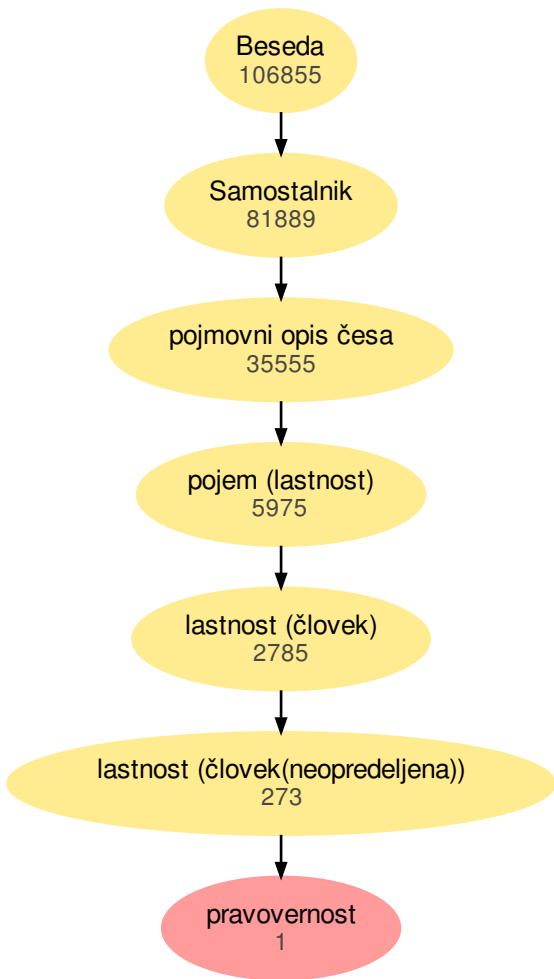 Beseda
106855
Samostalnik
81889
pojmovni opis česa
35555
pojem (lastnost)
5975
lastnost (človek)
2785
lastnost (človek(neopredeljena))
273
pravovernost
1